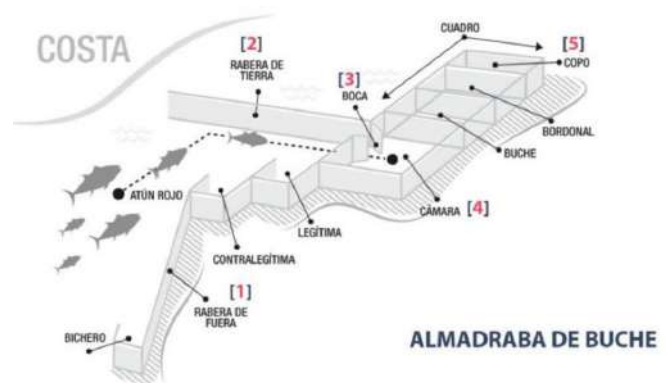 COSTA
[2]
RABERA DE
TIERRA
CUADRO
[5]
COPO
[3]
BOCA
BORDONAL
BUCHE
ATÚN ROJO
CÁMARA [4]
LEGÍTIMA
CONTRALEGÍTIMA
[1]
RABERA DE
FUERA
BICHERO
ALMADRABA DE BUCHE